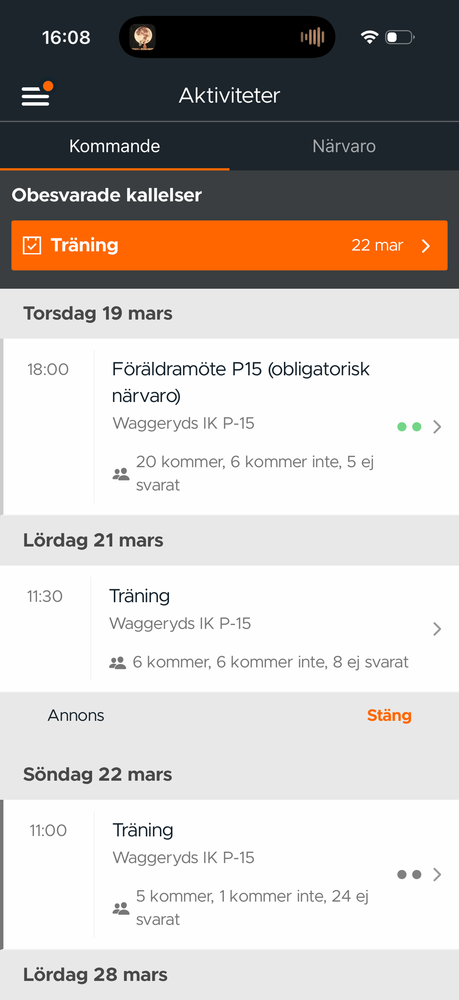 16:08
Aktiviteter
Kommande
Närvaro
Obesvarade kallelser
Träning
22 mar
Torsdag 19 mars
18:00
Föräldramöte P15 (obligatorisk
närvaro)
Waggeryds IK P-15
20 kommer, 6 kommer inte, 5 ej
svarat
Lördag 21 mars
11:30
Träning
Waggeryds IK P-15
6 kommer, 6 kommer inte, 8 ej svarat
Annons
Stäng
Söndag 22 mars
11:00
Träning
Waggeryds IK P-15
5 kommer, 1 kommer inte, 24 ej
svarat
Lördag 28 mars